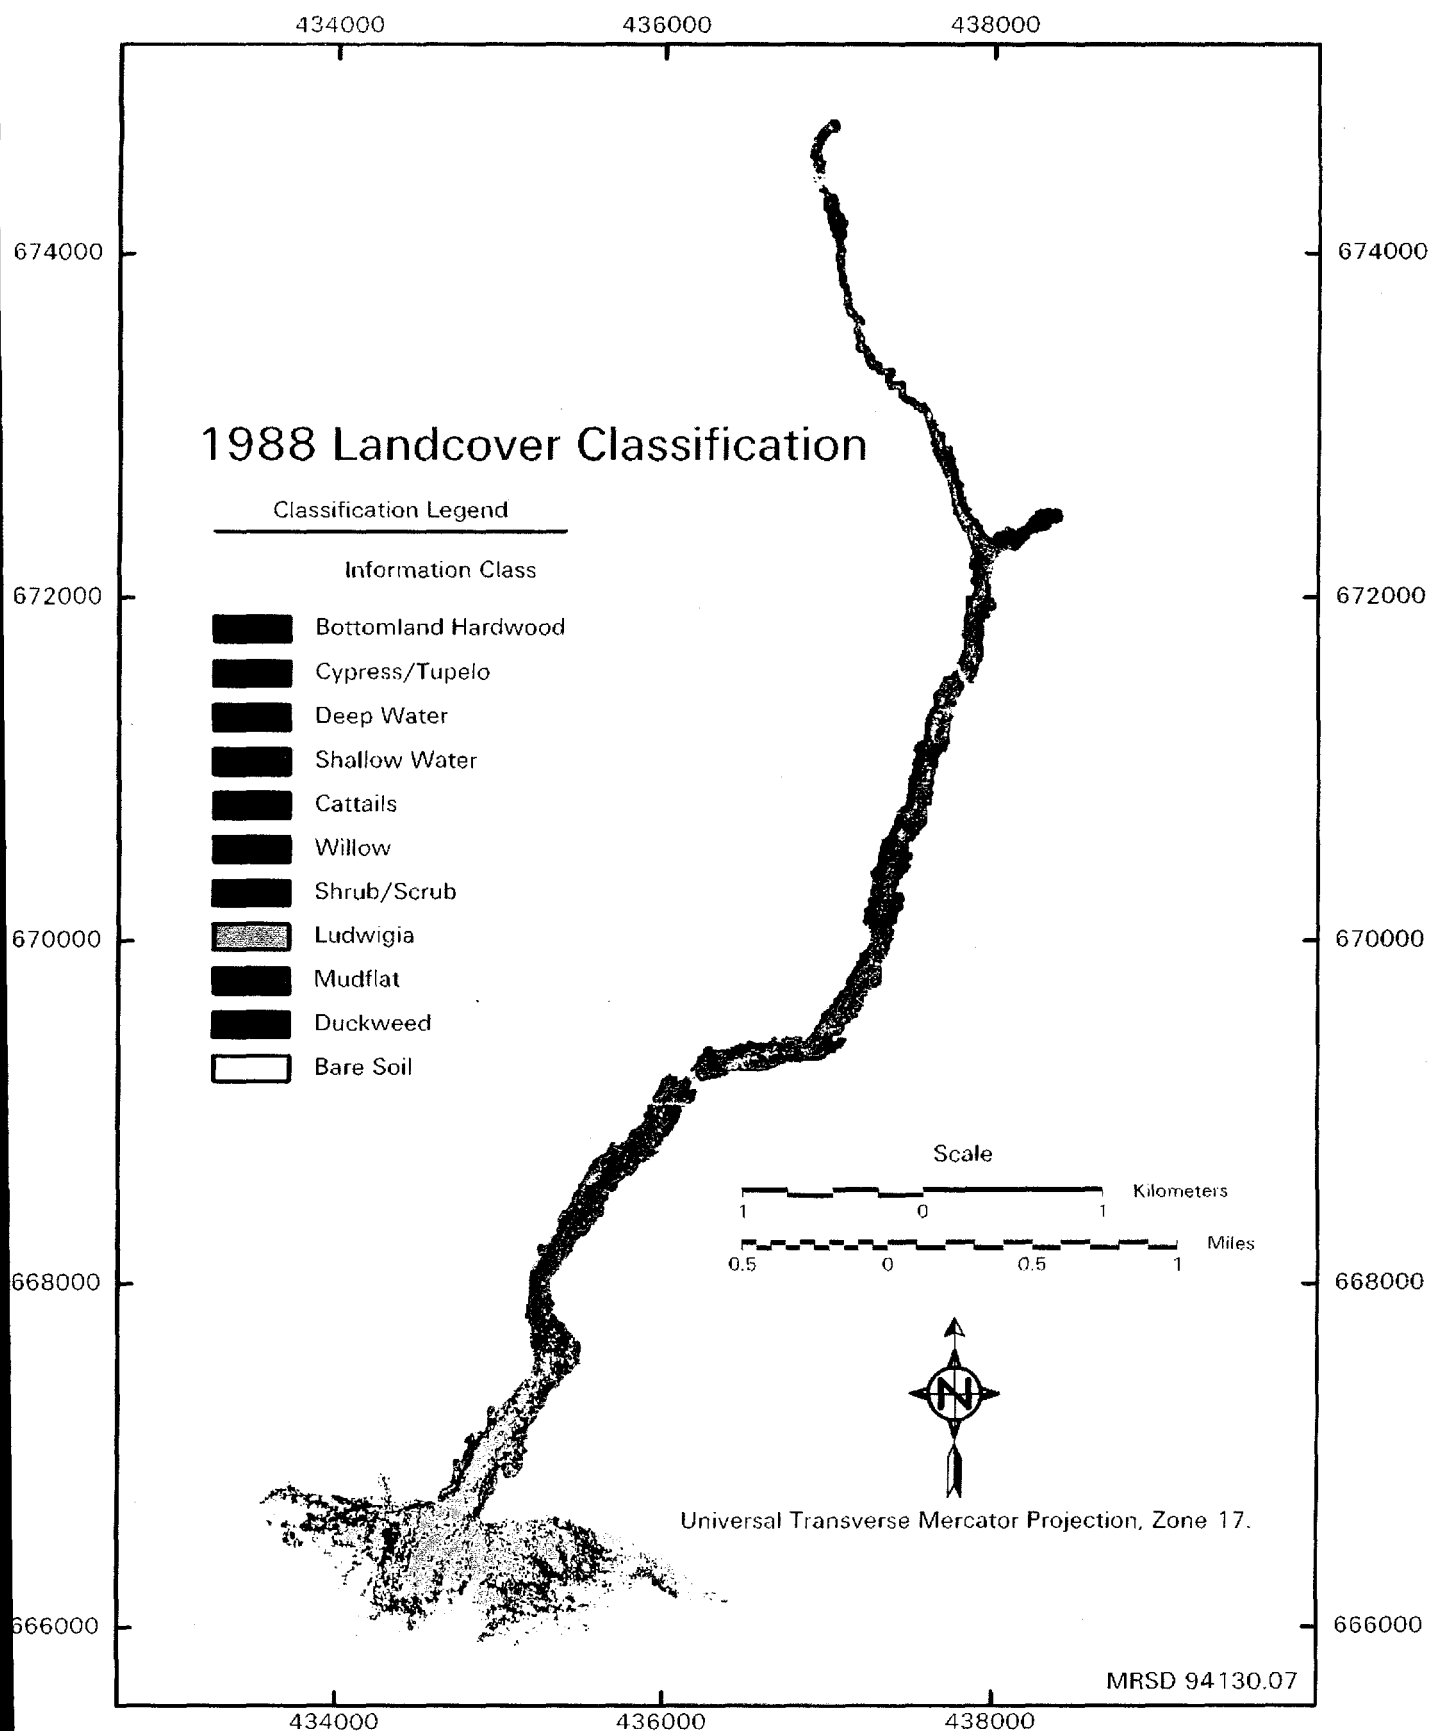 434000 436000 438000
674000 674000
1988 Landcover Classification
Classification Legend
Information Class
672000 672000
Bottomland Hardwood
Cypress/Tupelo
Deep Water
Shallow Water
Cattails
Willow
Shrub/Scrub
Ludwigia
670000 670000
Mudflat
Duckweed
Bare Soil
Scale
Kilometers
1 0 1
Miles
0.5 0 0.5 1
668000 668000
N
Universal Transverse Mercator Projection, Zone 17.
666000 666000
MRSD 94130.07
434000 436000 438000